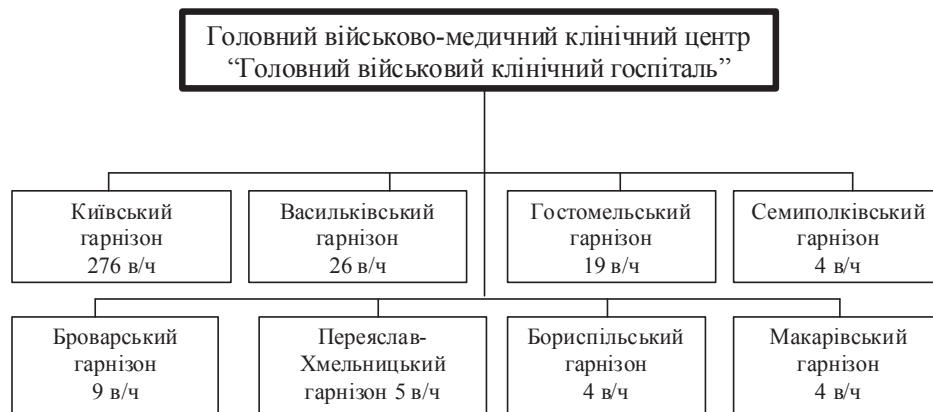 Головний військово-медичний клінічний центр
“Головний військовий клінічний госпіталь”
Київський
гарнізон
276 в/ч
Васильківський
гарнізон
26 в/ч
Гостомельський
гарнізон
19 в/ч
Семиполківський
гарнізон
4 в/ч
Броварський
гарнізон
9 в/ч
Переяслав-
Хмельницький
гарнізон 5 в/ч
Бориспільський
гарнізон
4 в/ч
Макарівський
гарнізон
4 в/ч